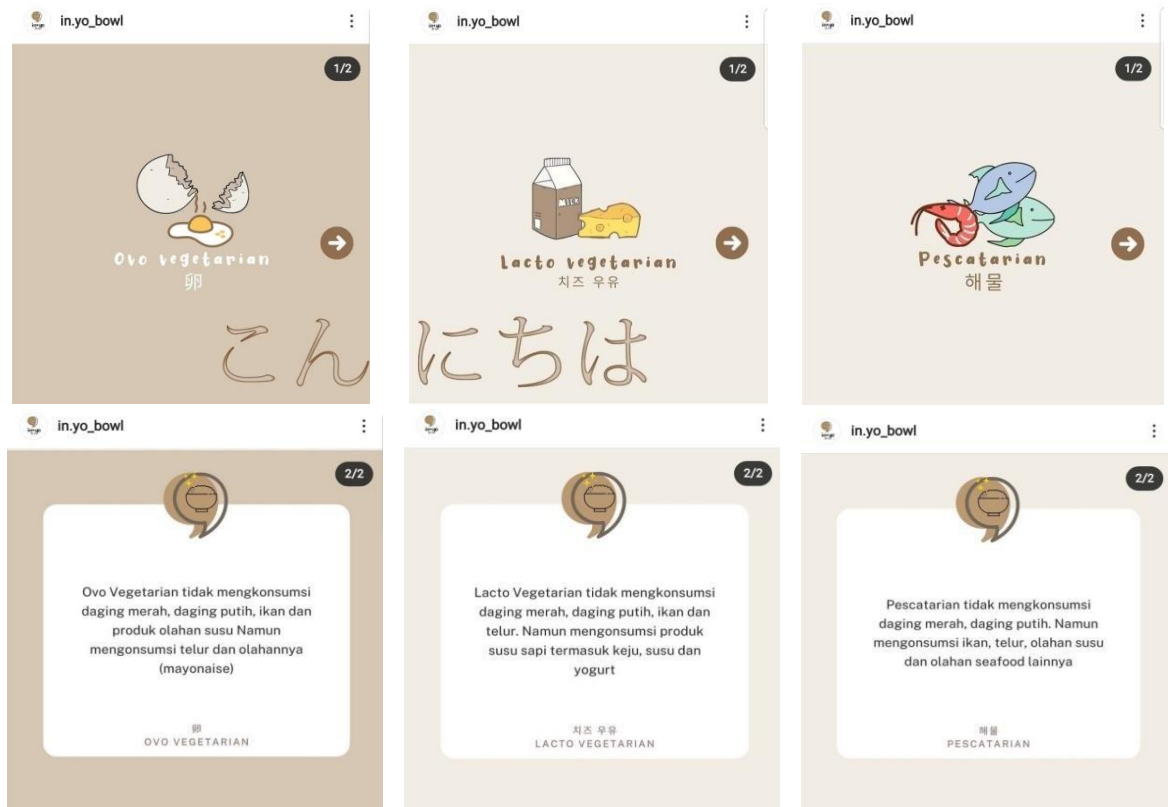 in.yo_bowl
1/2
MILK
Ovo vegetarian
卵
こん
in.yo_bowl
1/2
Lacto vegetarian
치즈 우유
にちは
in.yo_bowl
1/2
Pescatarian
해물
in.yo_bowl
2/2
Ovo Vegetarian tidak mengkonsumsi
daging merah, daging putih, ikan dan
produk olahan susu Namun
mengonsumsi telur dan olahannya
(mayonaise)
卵
OVO VEGETARIAN
in.yo_bowl
2/2
Lacto Vegetarian tidak mengkonsumsi
daging merah, daging putih, ikan dan
telur. Namun mengonsumsi produk
susu sapi termasuk keju, susu dan
yogurt
치즈 우유
LACTO VEGETARIAN
in.yo_bowl
2/2
Pescatarian tidak mengkonsumsi
daging merah, daging putih. Namun
mengonsumsi ikan, telur, olahan susu
dan olahan seafood lainnya
해물
PESCATARIAN